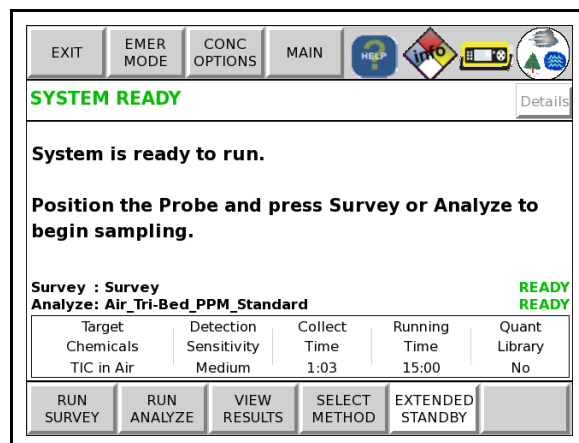 EXIT EMER MODE CONC OPTIONS MAIN HELP info
SYSTEM READY Details
System is ready to run.
Position the Probe and press Survey or Analyze to
begin sampling.
Survey : Survey READY
Analyze: Air_Tri-Bed_PPM_Standard READY
Target Detection Collect Running Quant
Chemicals Sensitivity Time Time Library
TIC in Air Medium 1:03 15:00 No
RUN RUN VIEW SELECT EXTENDED
SURVEY ANALYZE RESULTS METHOD STANDBY